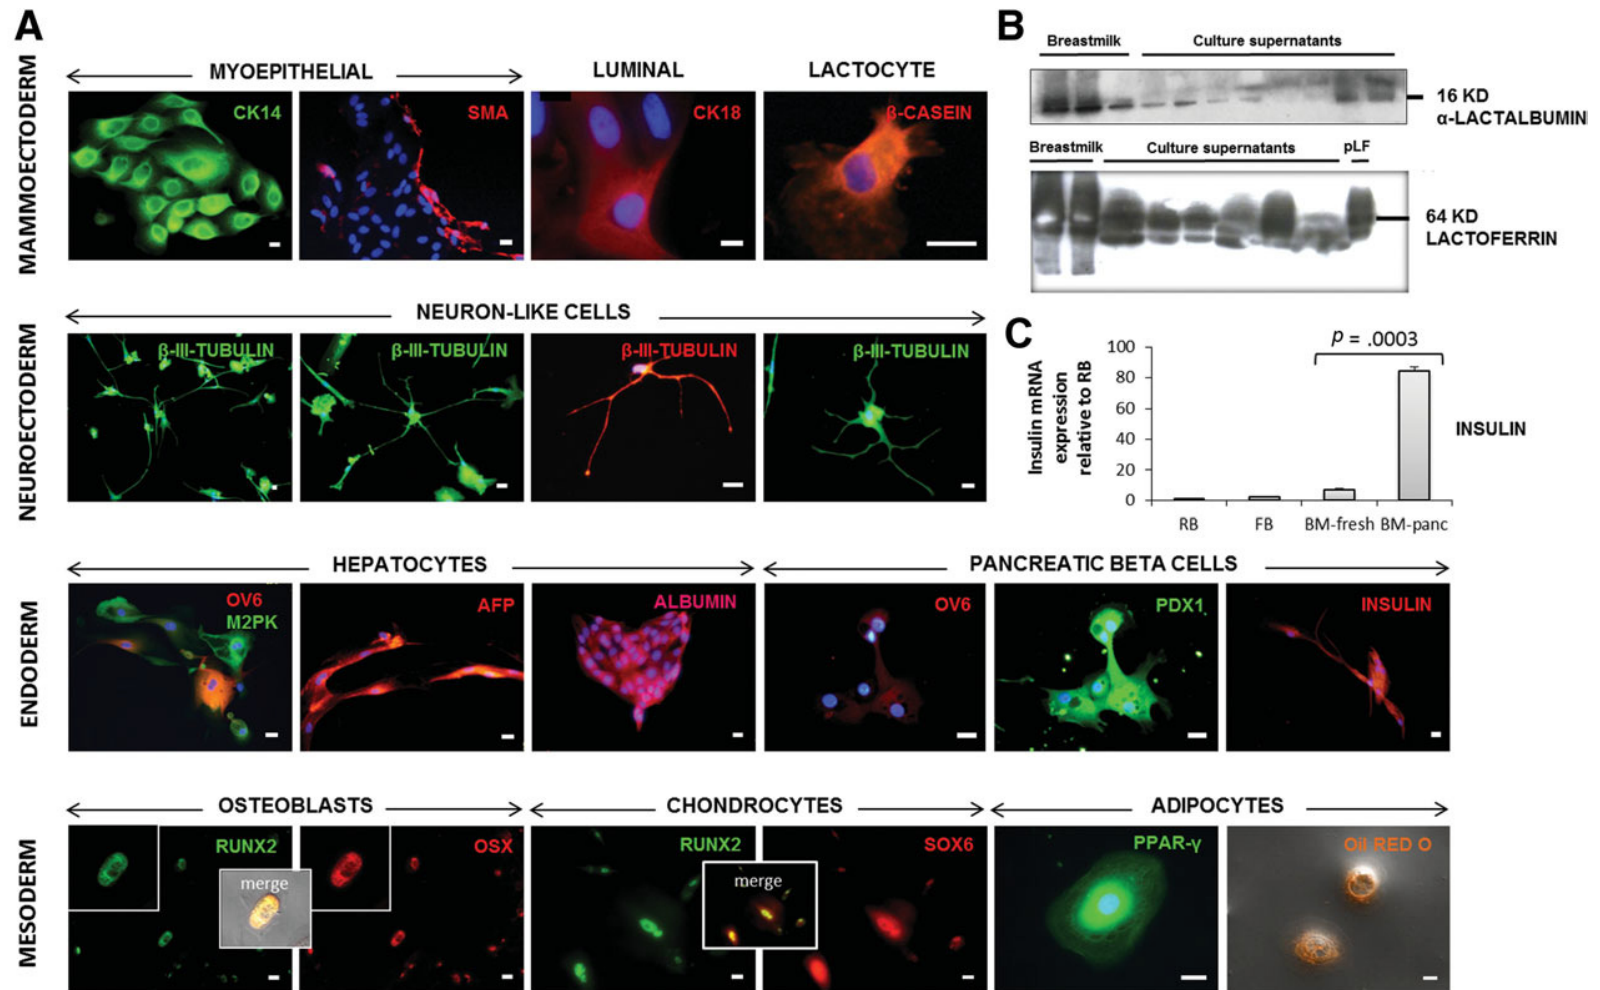 A
MAMMOECTODERM
MYOEPITHELIAL
LUMINAL
LACTOCYTE
CK14
SMA
CK18
β-CASEIN
NEUROECTODERM
NEURON-LIKE CELLS
β-III-TUBULIN
β-III-TUBULIN
β-III-TUBULIN
β-III-TUBULIN
ENDODERM
HEPATOCYTES
PANCREATIC BETA CELLS
OV6
M2PK
AFP
ALBUMIN
OV6
PDX1
INSULIN
MESODERM
OSTEOBLASTS
CHONDROCYTES
ADIPOCYTES
RUNX2
merge
OSX
RUNX2
merge
SOX6
PPAR-γ
Oil RED O
B
Breastmilk
Culture supernatants
16 KD
α-LACTALBUMIN
Breastmilk
Culture supernatants
pLF
64 KD
LACTOFERRIN
C
Insulin mRNA
expression
relative to RB
100
80
60
40
20
0
p = .0003
INSULIN
RB
FB
BM-fresh
BM-panc